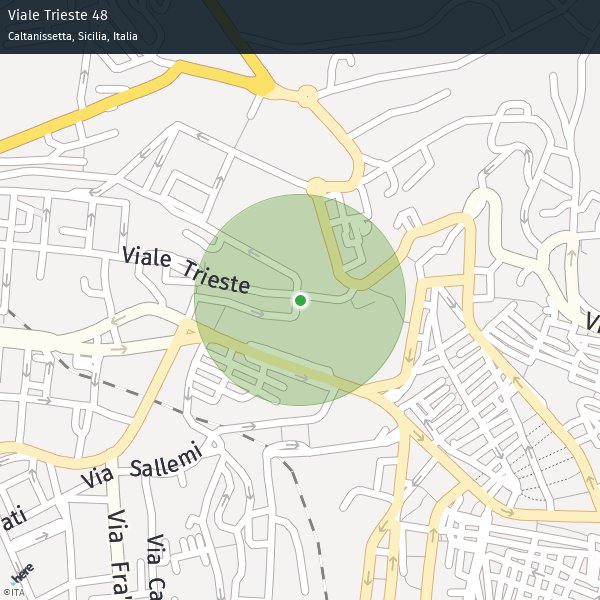 Viale Trieste 48
Caltanissetta, Sicilia, Italia
Viale Trieste
Via Sallemi
ati
Via Fra
Via Ca
here
©ITA